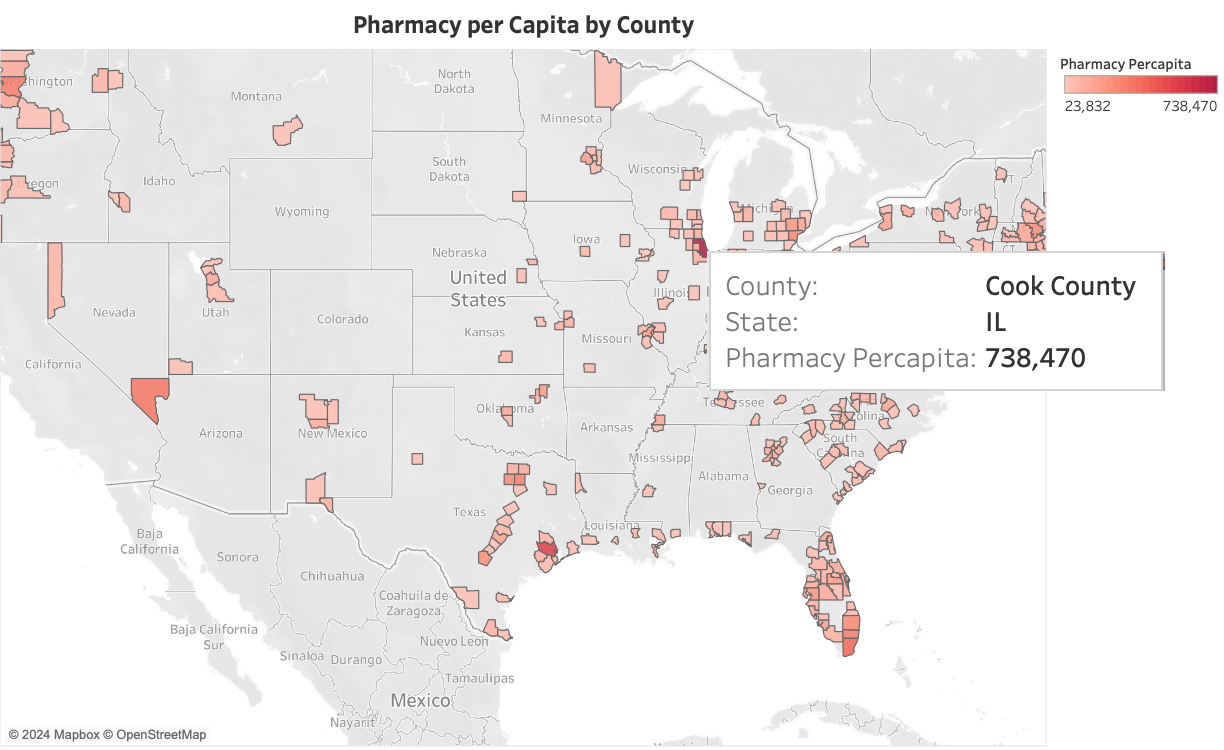 Pharmacy per Capita by County
Pharmacy Percapita
23,832 738,470
North
Dakota
Montana
Minnesota
South
Dakota
Wisconsin
Idaho
Wyoming
Iowa
Nebraska
United
States
Nevada
Utah
Colorado
Kansas
Missouri
California
Illinois
County: Cook County
State: IL
Pharmacy Percapita: 738,470
Arizona
New Mexico
Oklahoma
Arkansas
Tennessee
South
Carolina
Mississippi
Alabama
Georgia
Texas
Louisiana
Baja
California
Sonora
Chihuahua
Coahuila de
Zaragoza
Baja California
Sur
Nuevo León
Sinaloa
Durango
Tamaulipas
Mexico
Nayarit
© 2024 Mapbox © OpenStreetMap